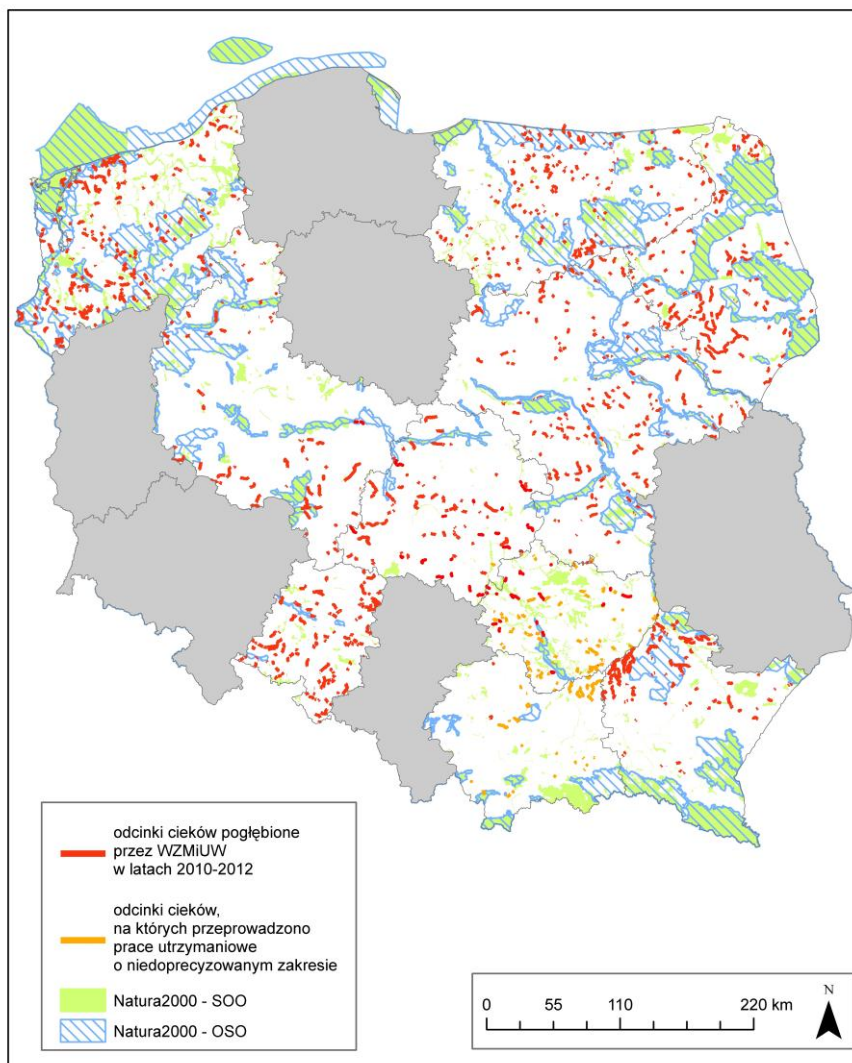 odcinki cieków pogłębione
przez WZMiUW
w latach 2010-2012
odcinki cieków,
na których przeprowadzono
prace utrzymaniowe
o niedoprecyzowanym zakresie
Natura2000 - SOO
Natura2000 - OSO
0 55 110 220 km
N